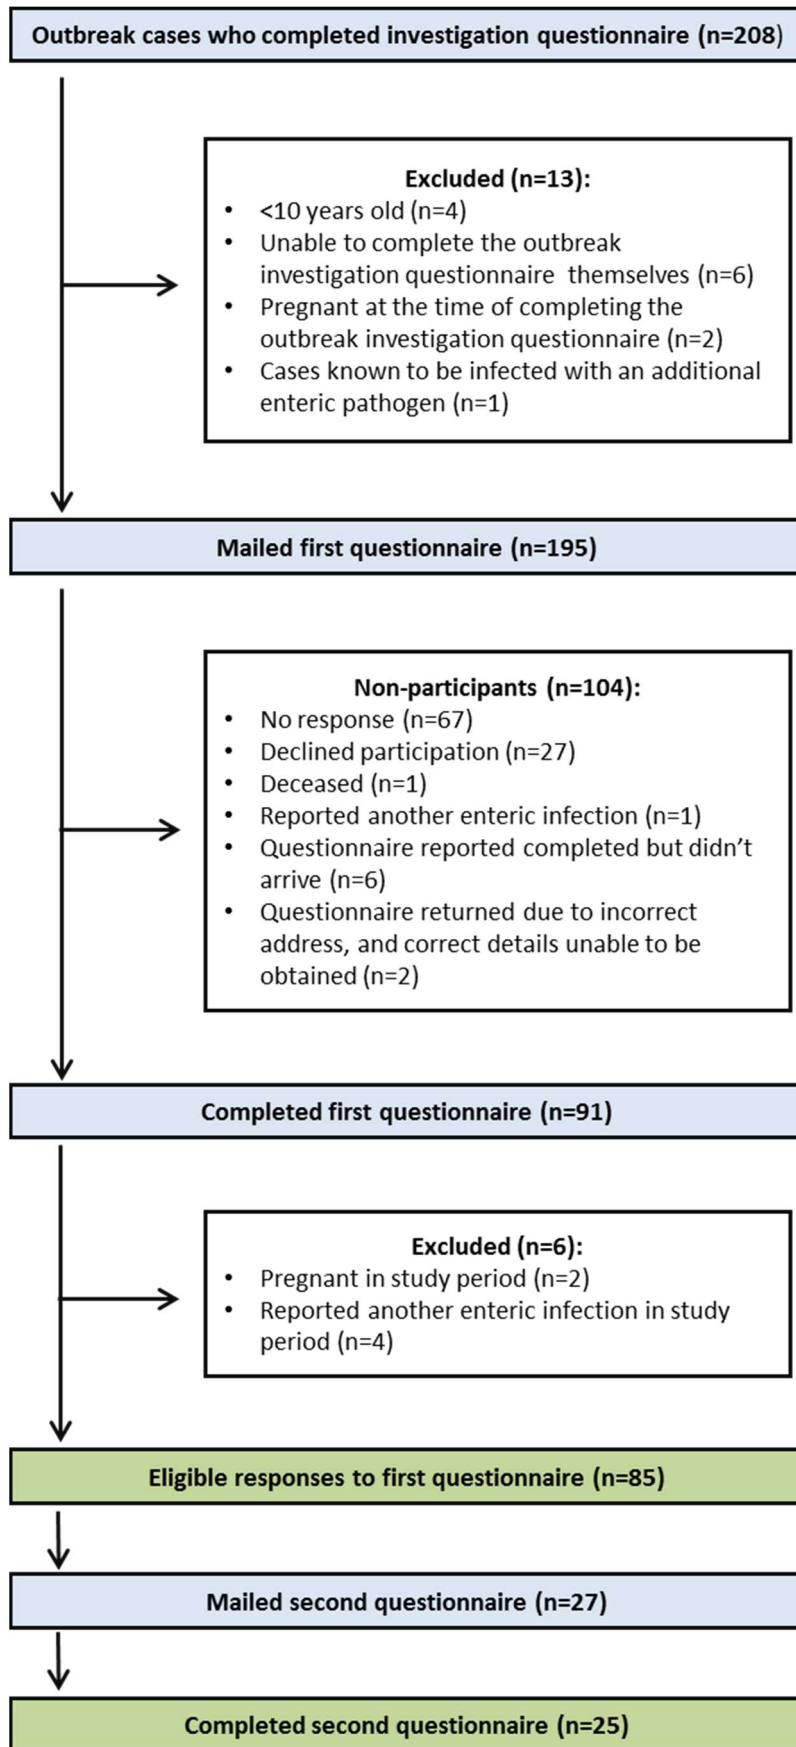 Outbreak cases who completed investigation questionnaire (n=208)
Excluded (n=13):
• <10 years old (n=4)
• Unable to complete the outbreak
investigation questionnaire themselves (n=6)
• Pregnant at the time of completing the
outbreak investigation questionnaire (n=2)
• Cases known to be infected with an additional
enteric pathogen (n=1)
Mailed first questionnaire (n=195)
Non-participants (n=104):
• No response (n=67)
• Declined participation (n=27)
• Deceased (n=1)
• Reported another enteric infection (n=1)
• Questionnaire reported completed but didn't
arrive (n=6)
• Questionnaire returned due to incorrect
address, and correct details unable to be
obtained (n=2)
Completed first questionnaire (n=91)
Excluded (n=6):
• Pregnant in study period (n=2)
• Reported another enteric infection in study
period (n=4)
Eligible responses to first questionnaire (n=85)
Mailed second questionnaire (n=27)
Completed second questionnaire (n=25)